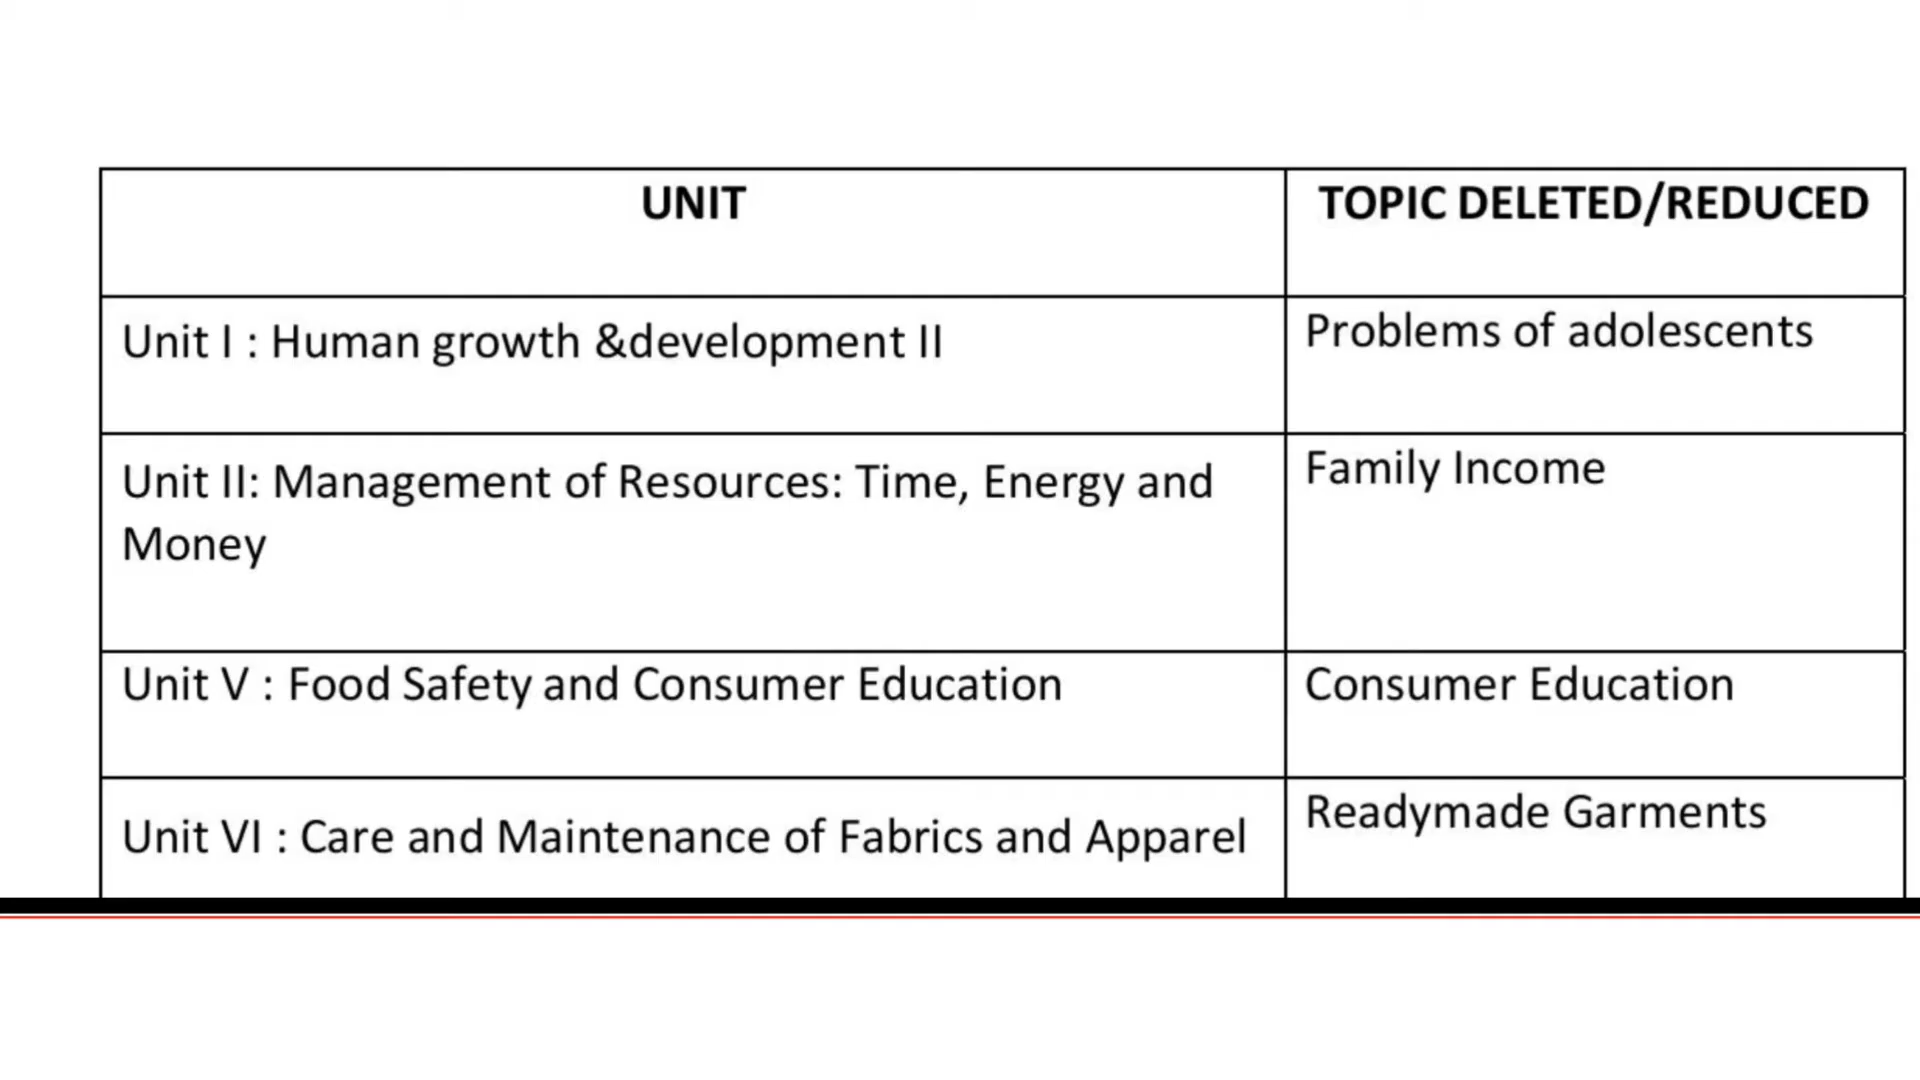 UNIT
TOPIC DELETED/REDUCED
Unit I : Human growth &development II
Problems of adolescents
Unit II: Management of Resources: Time, Energy and
Money
Family Income
Unit V : Food Safety and Consumer Education
Consumer Education
Unit VI : Care and Maintenance of Fabrics and Apparel
Readymade Garments